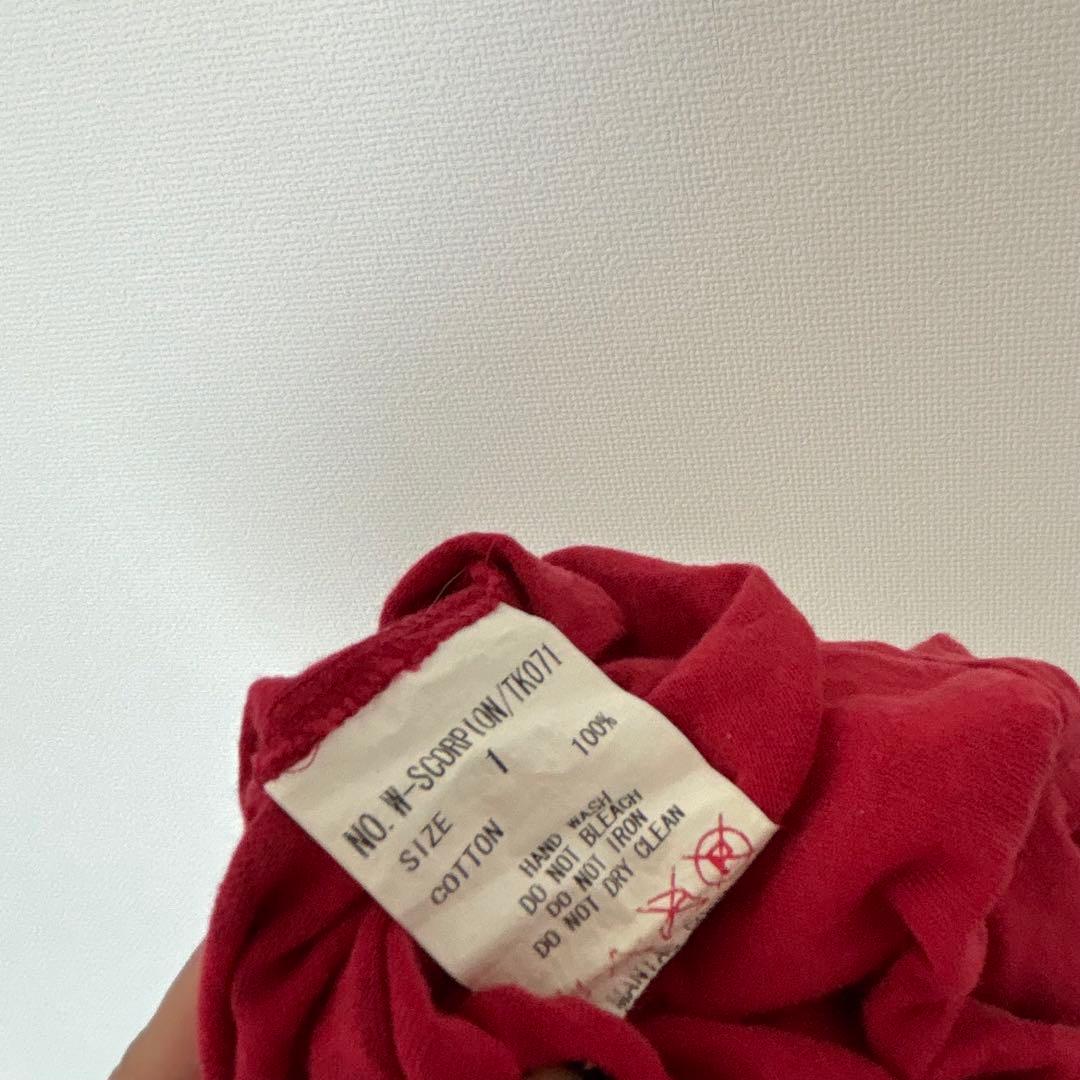 NO. W-SCORPION/TK071
SIZE 1
COTTON 100%
HAND WASH
DO NOT BLEACH
DO NOT IRON
DO NOT DRY CLEAN